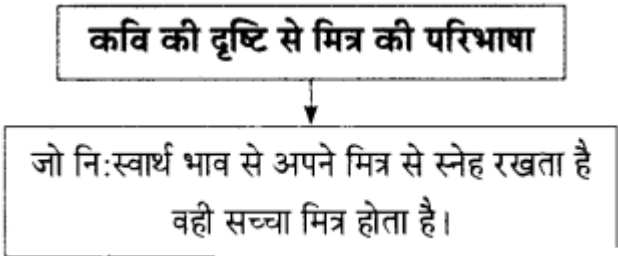 कवि की दृष्टि से मित्र की परिभाषा
जो नि:स्वार्थ भाव से अपने मित्र से स्नेह रखता है
वही सच्चा मित्र होता है।